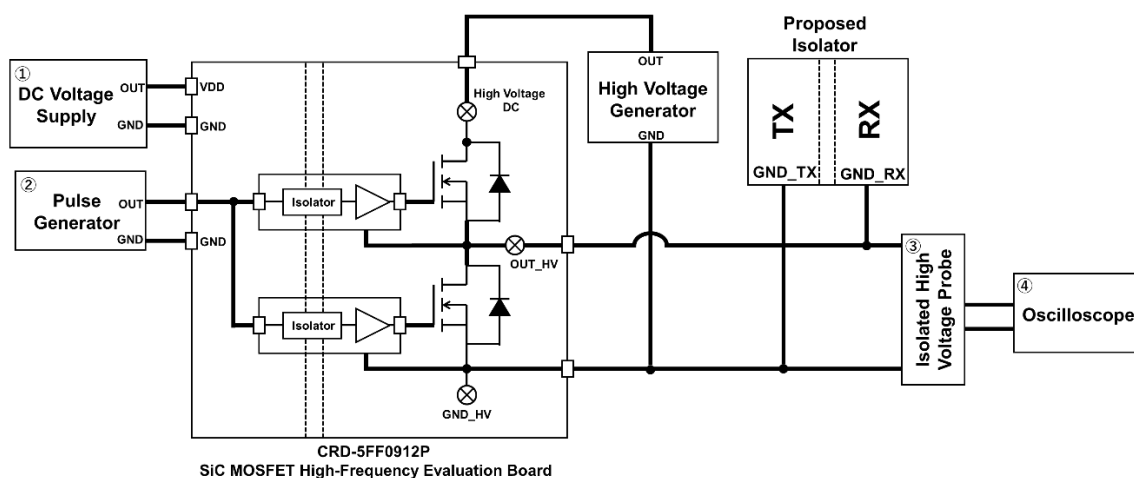 ①
DC Voltage
Supply
OUT
GND
VDD
GND
②
Pulse
Generator
OUT
GND
GND
Isolator
Isolator
High Voltage
DC
OUT_HV
GND_HV
CRD-5FF0912P
SiC MOSFET High-Frequency Evaluation Board
OUT
High Voltage
Generator
GND
Proposed
Isolator
TX
RX
GND_TX
GND_RX
③
Isolated High
Voltage Probe
④
Oscilloscope